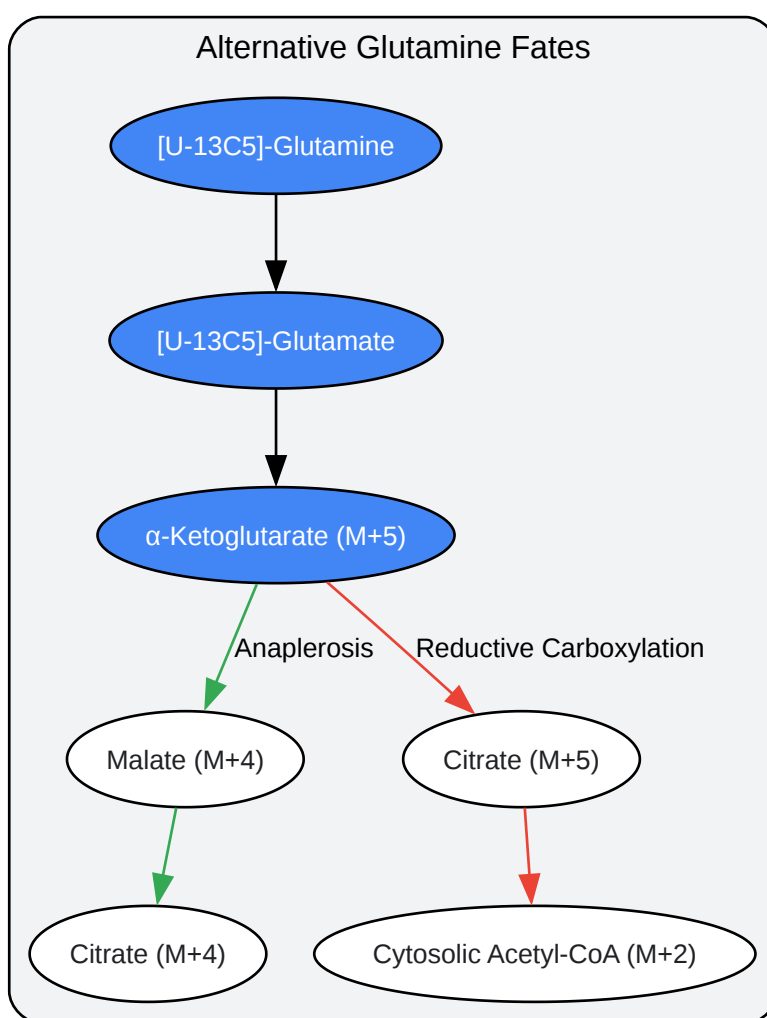 Alternative Glutamine Fates
[U-13C5]-Glutamine
[U-13C5]-Glutamate
α-Ketoglutarate (M+5)
Anaplerosis
Reductive Carboxylation
Malate (M+4)
Citrate (M+5)
Citrate (M+4)
Cytosolic Acetyl-CoA (M+2)